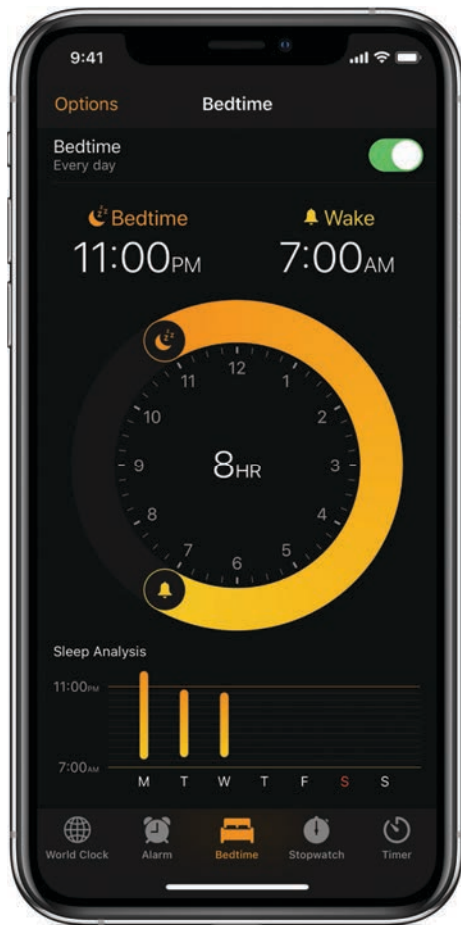 9:41
Options Bedtime
Bedtime
Every day
Bedtime Wake
11:00PM 7:00AM
12
11 1
10 2
9 8HR 3
8 4
7 5
6
Sleep Analysis
11:00PM
7:00AM
M T W T F S S
World Clock Alarm Bedtime Stopwatch Timer